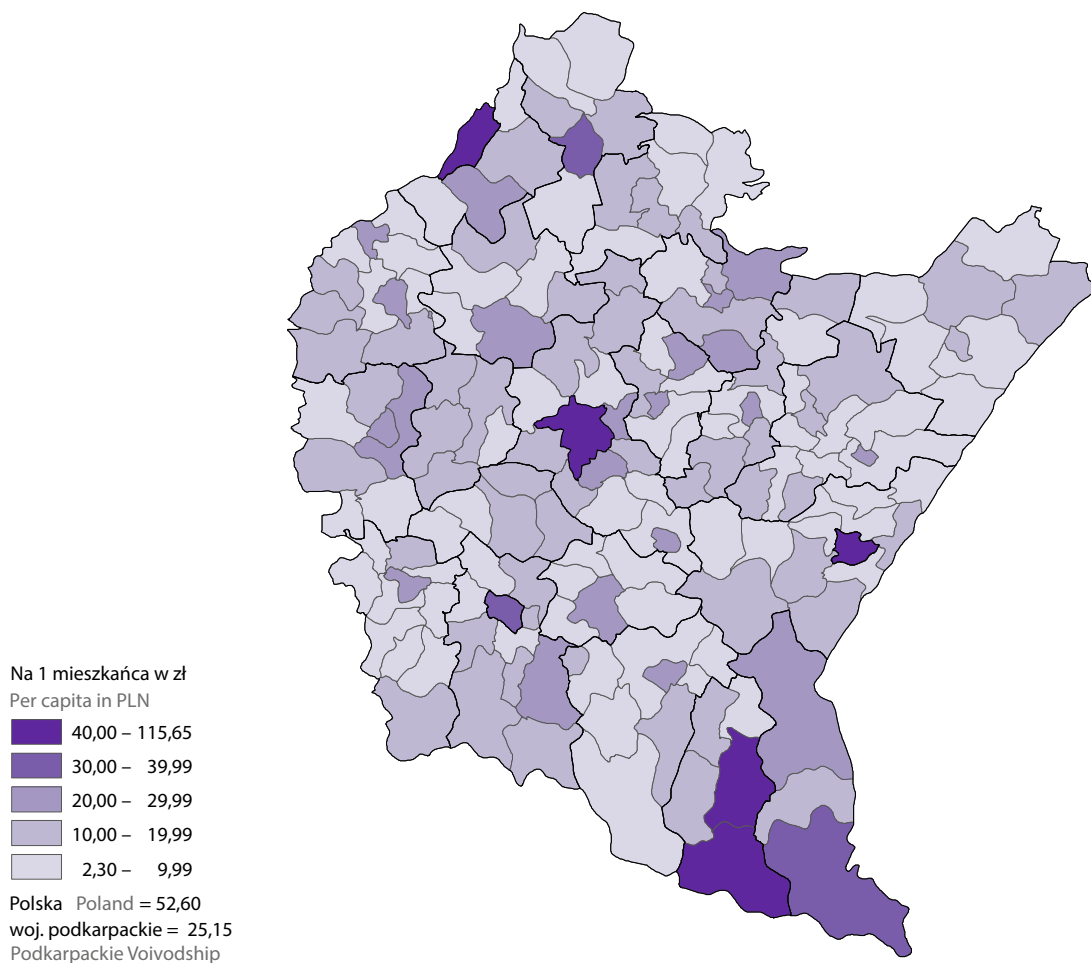 Na 1 mieszkańca w zł
Per capita in PLN
40,00 – 115,65
30,00 – 39,99
20,00 – 29,99
10,00 – 19,99
2,30 – 9,99
Polska Poland = 52,60
woj. podkarpackie = 25,15
Podkarpackie Voivodship